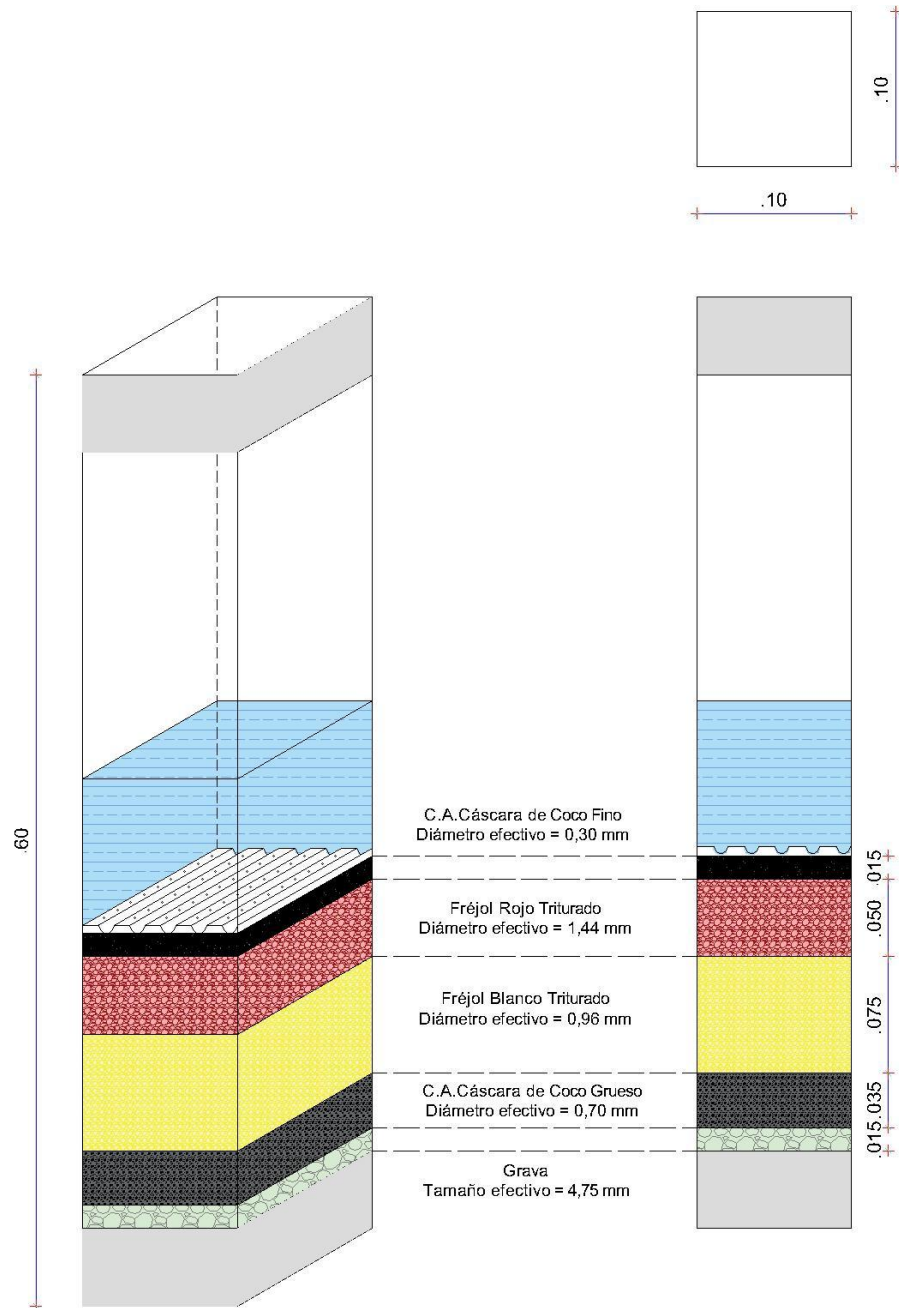 .10
.10
.60
C.A.Cáscara de Coco Fino
Diámetro efectivo = 0,30 mm
.015
Fréjol Rojo Triturado
Diámetro efectivo = 1,44 mm
.050
Fréjol Blanco Triturado
Diámetro efectivo = 0,96 mm
.075
C.A.Cáscara de Coco Grueso
Diámetro efectivo = 0,70 mm
.035
.015
Grava
Tamaño efectivo = 4,75 mm